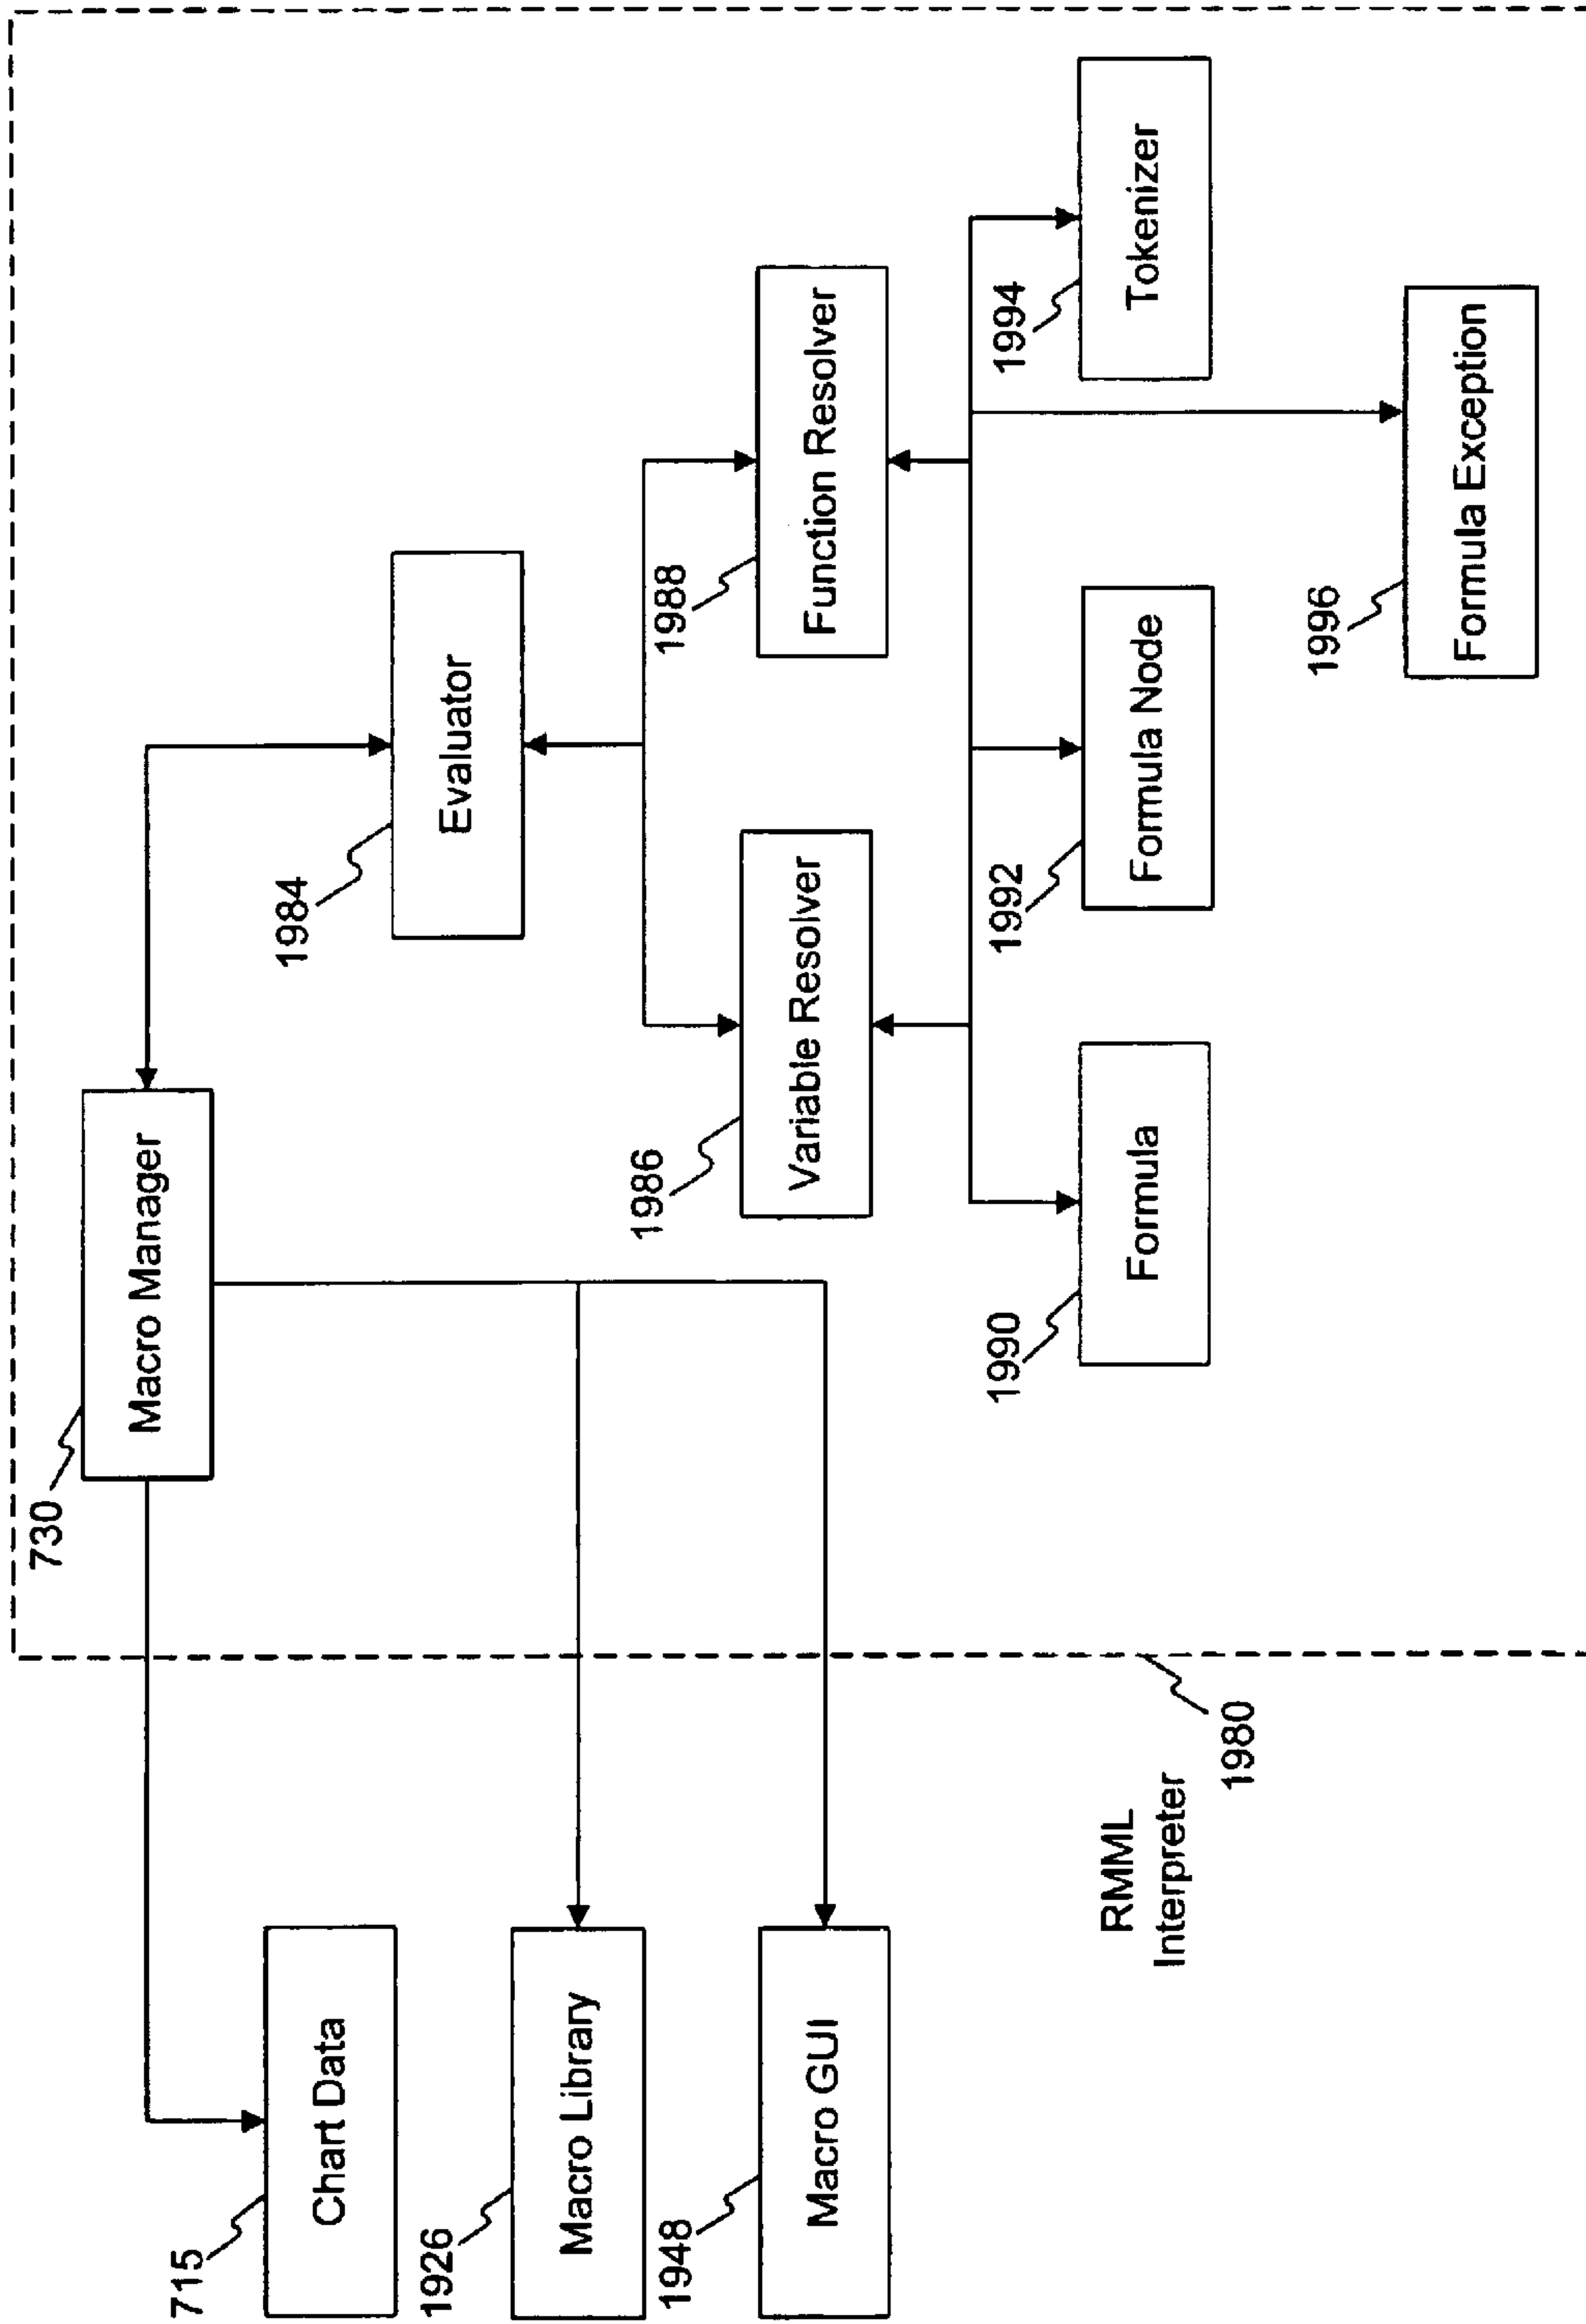 730
Macro Manager
715
Chart Data
1984
Evaluator
1926
Macro Library
1986
Variable Resolver
1988
Function Resolver
1948
Macro GUI
1990
Formula
1992
Formula Node
1994
Tokenizer
RMML
Interpreter
1980
1996
Formula Exception